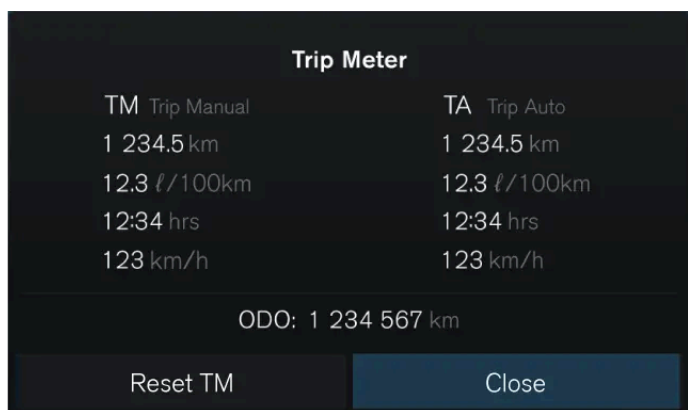 Trip Meter
TM Trip Manual
1 234.5 km
12.3 ℓ/100km
12:34 hrs
123 km/h
TA Trip Auto
1 234.5 km
12.3 ℓ/100km
12:34 hrs
123 km/h
ODO: 1 234 567 km
Reset TM
Close